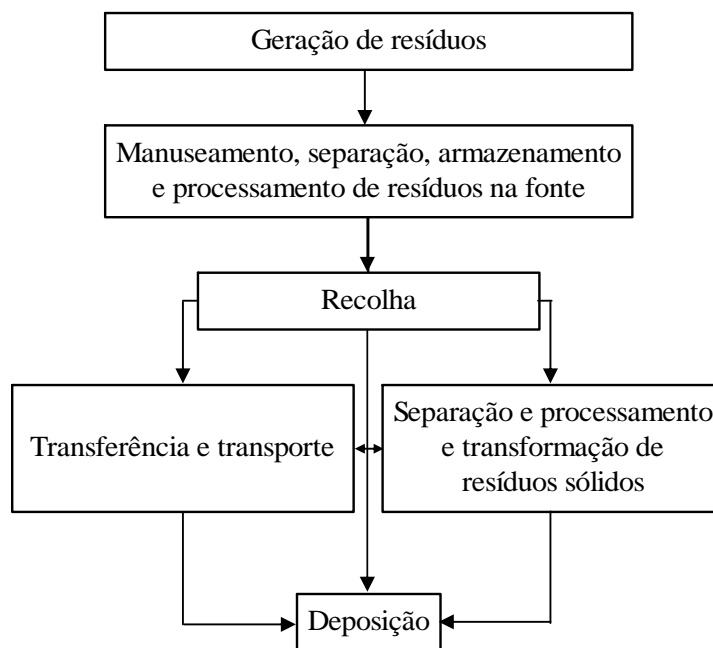 Geração de resíduos
Manuseamento, separação, armazenamento
e processamento de resíduos na fonte
Recolha
Transferência e transporte
Separação e processamento
e transformação de
resíduos sólidos
Deposição